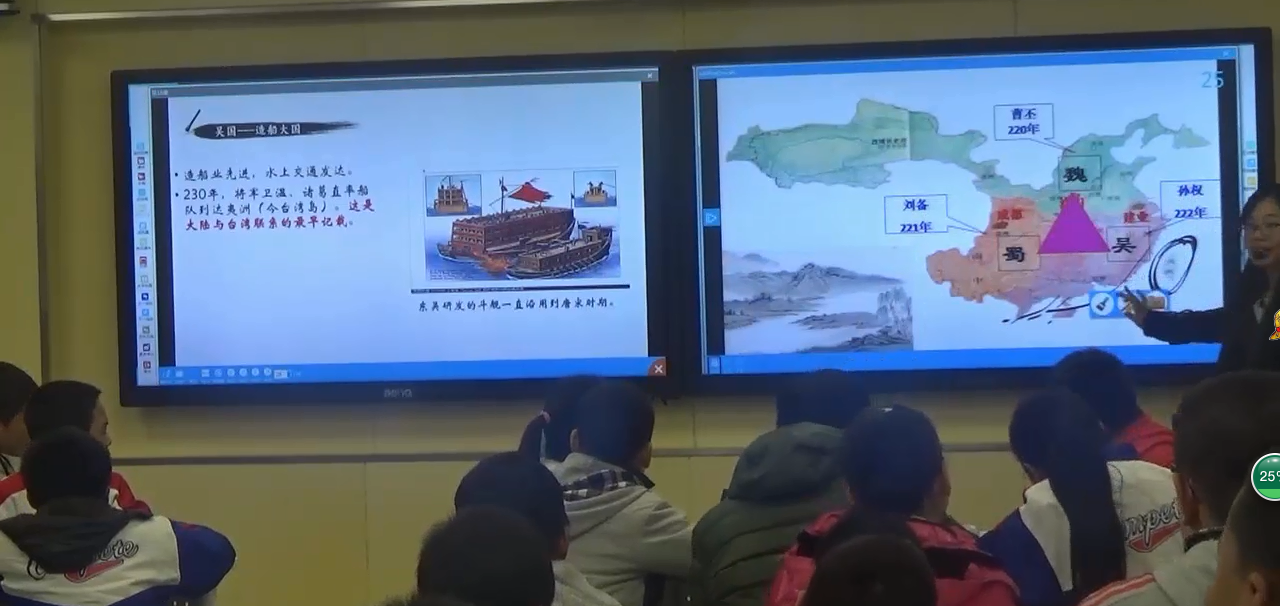 吴国——造船大国
• 造船业先进，水上交通发达。
• 230年，将军卫温、诸葛直率船
队到达夷洲（今台湾岛）。这是
大陆与台湾联系的最早记载。
东吴研发的斗舰一直沿用到唐宋时期。
BENQ
25
曹丕
220年
魏
孙权
222年
刘备
221年
成都
建业
蜀
吴
25%